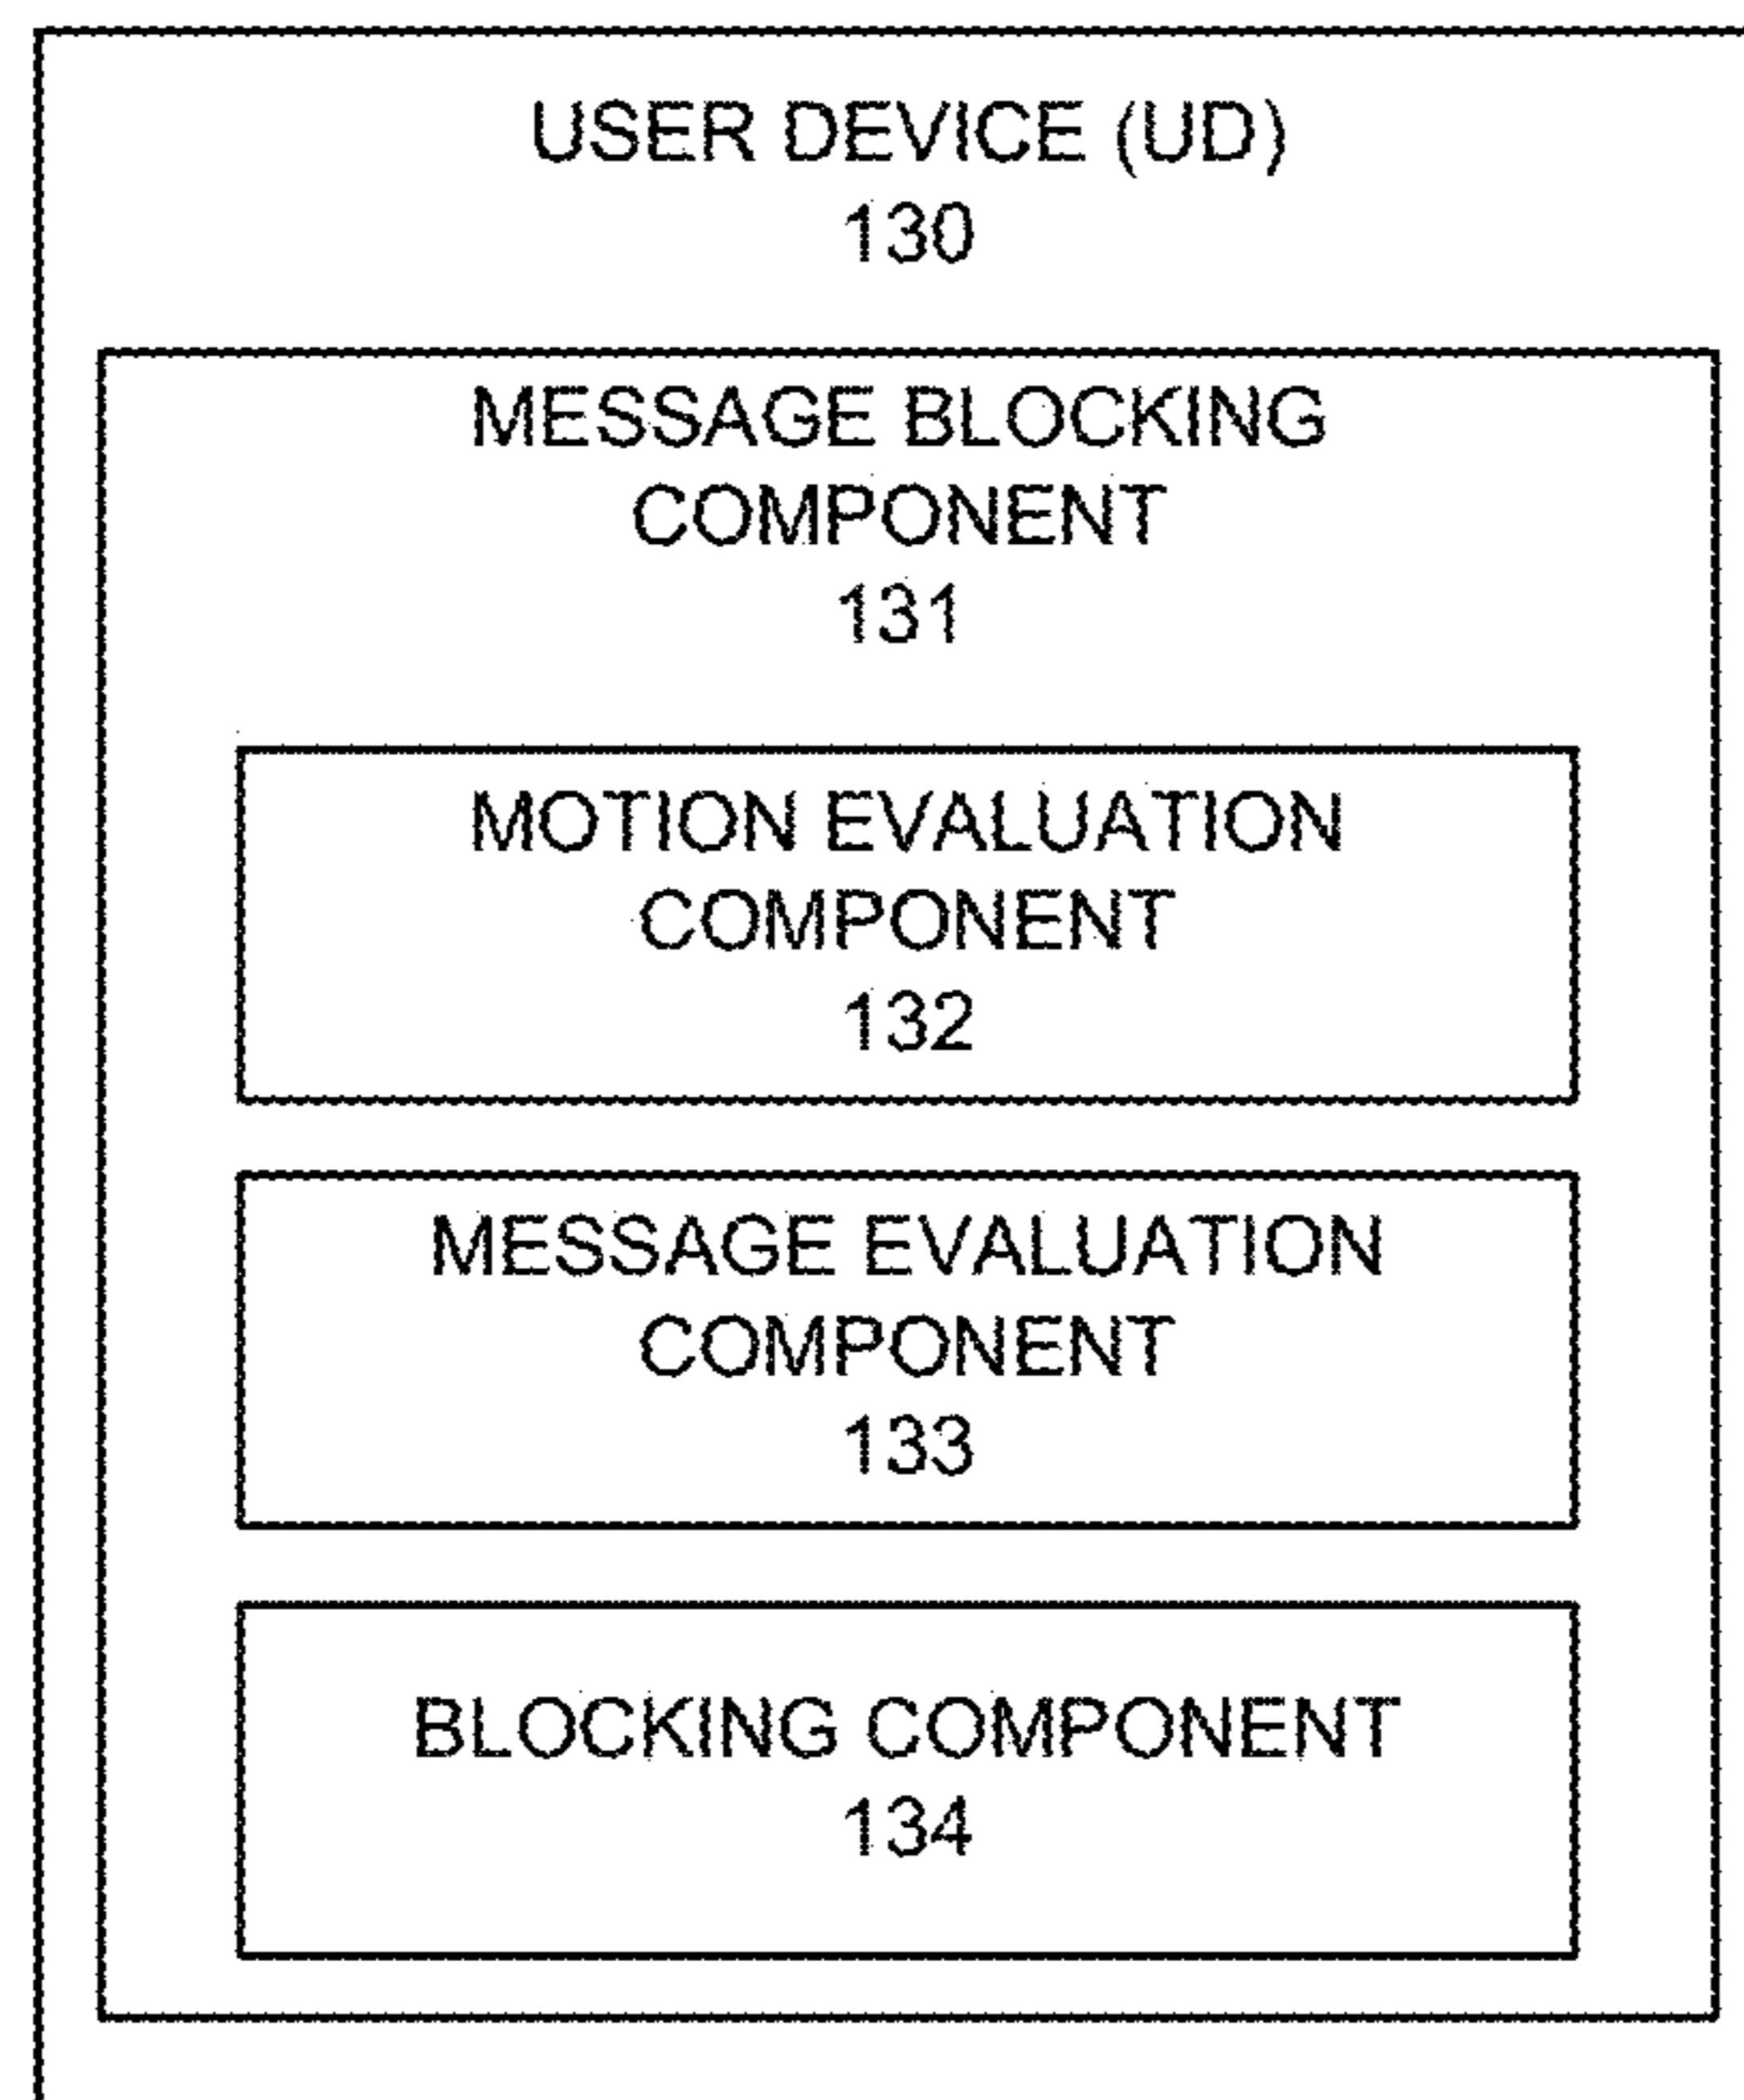 USER DEVICE (UD)
130
MESSAGE BLOCKING
COMPONENT
131
MOTION EVALUATION
COMPONENT
132
MESSAGE EVALUATION
COMPONENT
133
BLOCKING COMPONENT
134